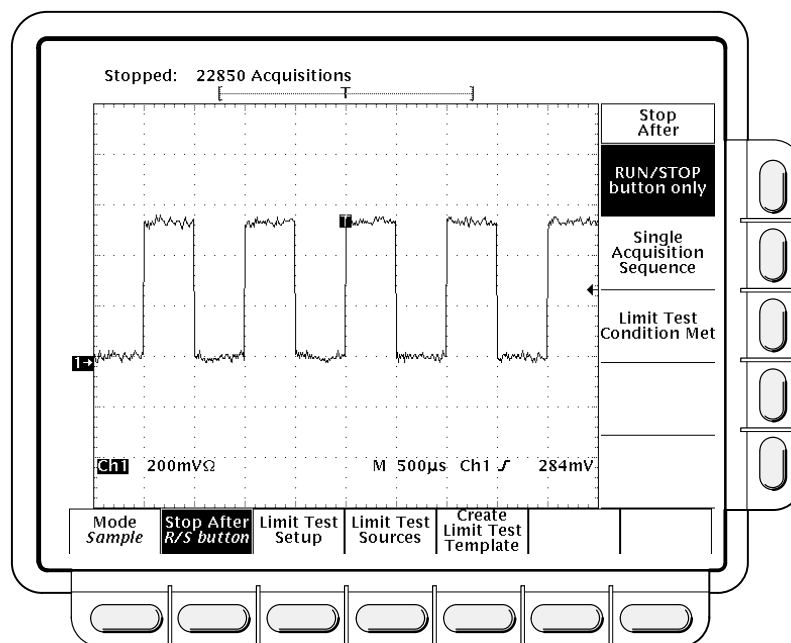 Stopped: 22850 Acquisitions
T
Stop
After
RUN/STOP
button only
T
Single
Acquisition
Sequence
Limit Test
Condition Met
1→
Ch1 200mVΩ M 500µs Ch1 ʃ 284mV
Mode
Sample
Stop After
R/S button
Limit Test
Setup
Limit Test
Sources
Create
Limit Test
Template